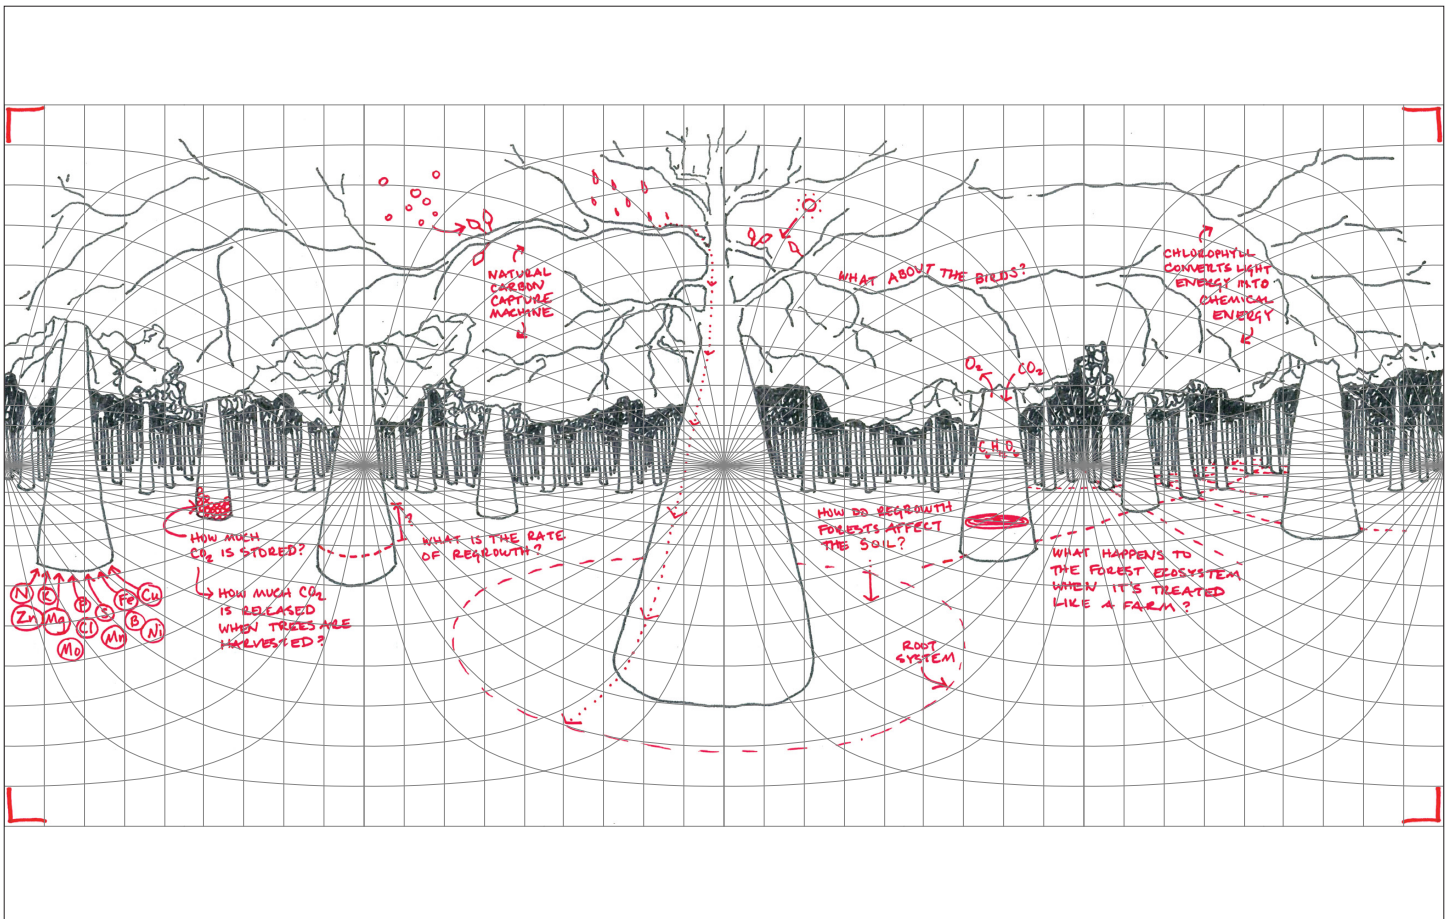 NATURAL
CARBON
CAPTURE
MACHINE
WHAT ABOUT THE BIRDS?
CHLOROPHYLL
CONVERTS LIGHT
ENERGY INTO
CHEMICAL
ENERGY
O₂
CO₂
C₆H₁₂O₆
HOW MUCH
CO₂ IS STORED?
HOW MUCH CO₂
IS RELEASED
WHEN TREES ARE
HARVESTED?
?
WHAT IS THE RATE
OF REGROWTH?
HOW DO REGROWTH
FORESTS AFFECT
THE SOIL?
WHAT HAPPENS TO
THE FOREST ECOSYSTEM
WHEN IT'S TREATED
LIKE A FARM?
ROOT
SYSTEM
N K P Fe Cu
Zn Mg Cl S B Ni
Mo Mn